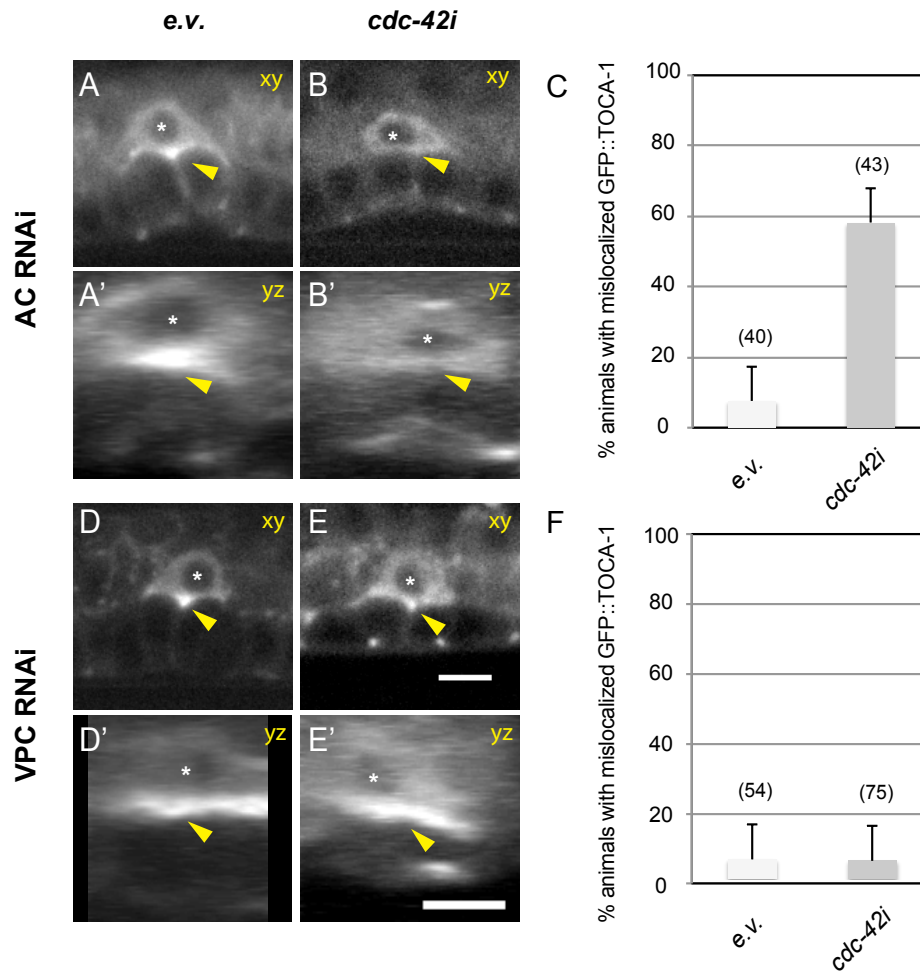 e.v.
cdc-42i
AC RNAi
A
xy
*
B
xy
*
A’
yz
*
B’
yz
*
C
% animals with mislocalized GFP::TOCA-1
100
80
60
40
20
0
(40)
(43)
e.v.
cdc-42i
VPC RNAi
D
xy
*
E
xy
*
D’
yz
*
E’
yz
*
F
% animals with mislocalized GFP::TOCA-1
100
80
60
40
20
0
(54)
(75)
e.v.
cdc-42i